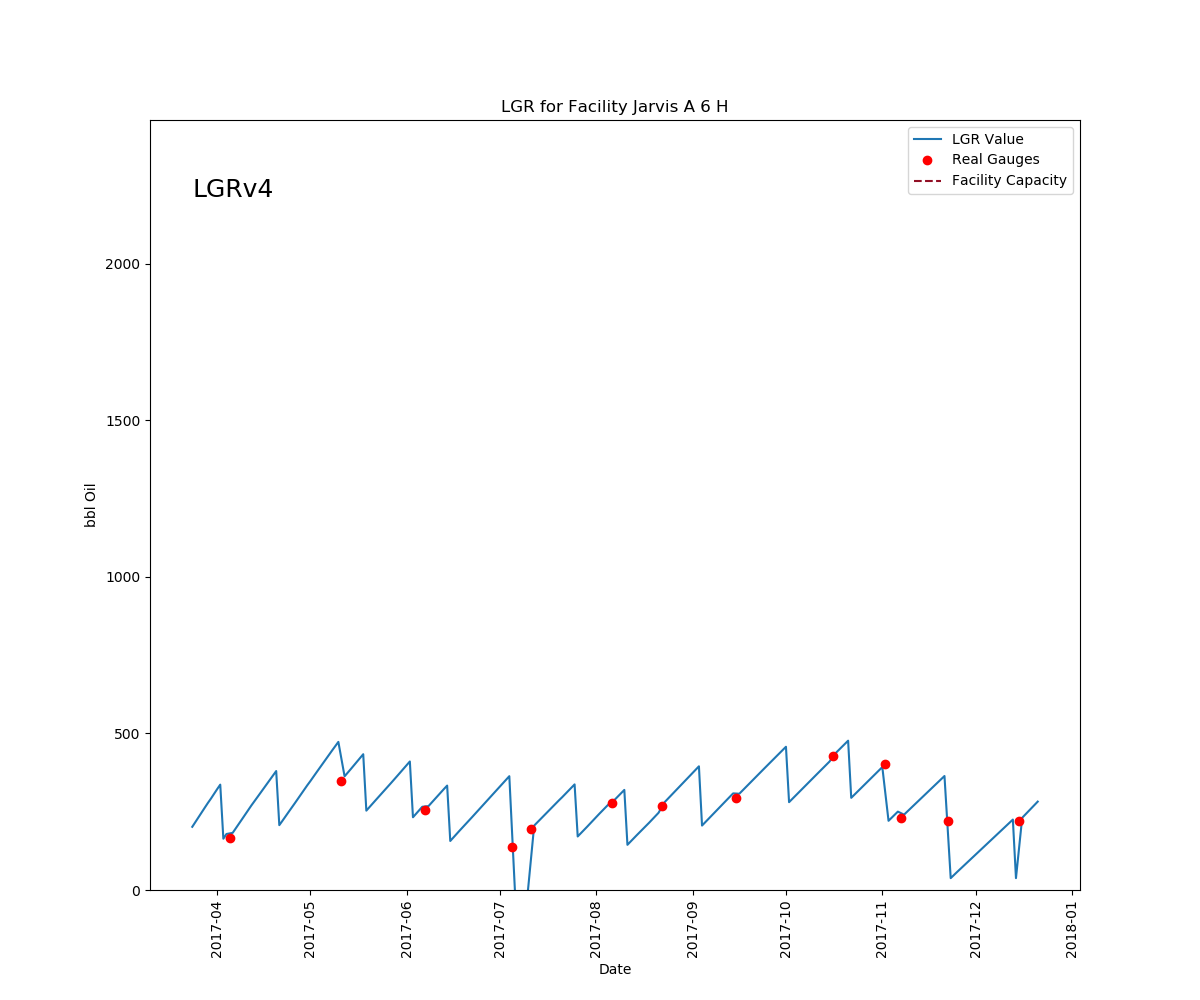 LGR for Facility Jarvis A 6 H
LGRv4
LGR Value
Real Gauges
Facility Capacity
bbl Oil
2000
1500
1000
500
0
2017-04
2017-05
2017-06
2017-07
2017-08
2017-09
2017-10
2017-11
2017-12
2018-01
Date